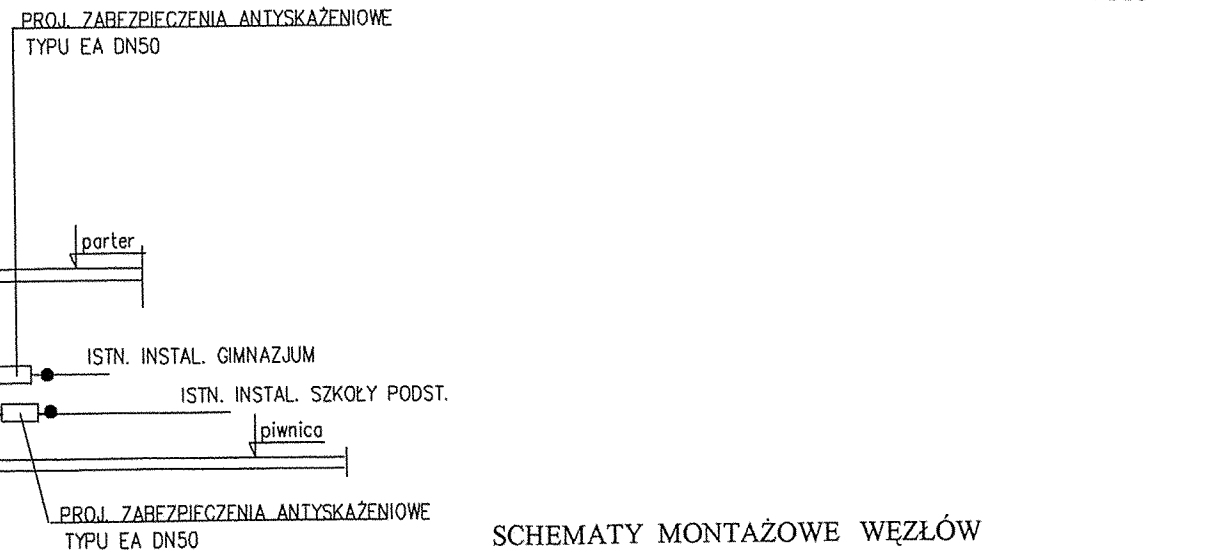 PROJ. ZABEZPIECZENIA ANTYSKAŻENIOWE
TYPU EA DN50
parter
ISTN. INSTAL. GIMNAZJUM
ISTN. INSTAL. SZKOŁY PODST.
piwnica
PROJ. ZABEZPIECZENIA ANTYSKAŻENIOWE
TYPU EA DN50
SCHEMATY MONTAŻOWE WĘZŁÓW